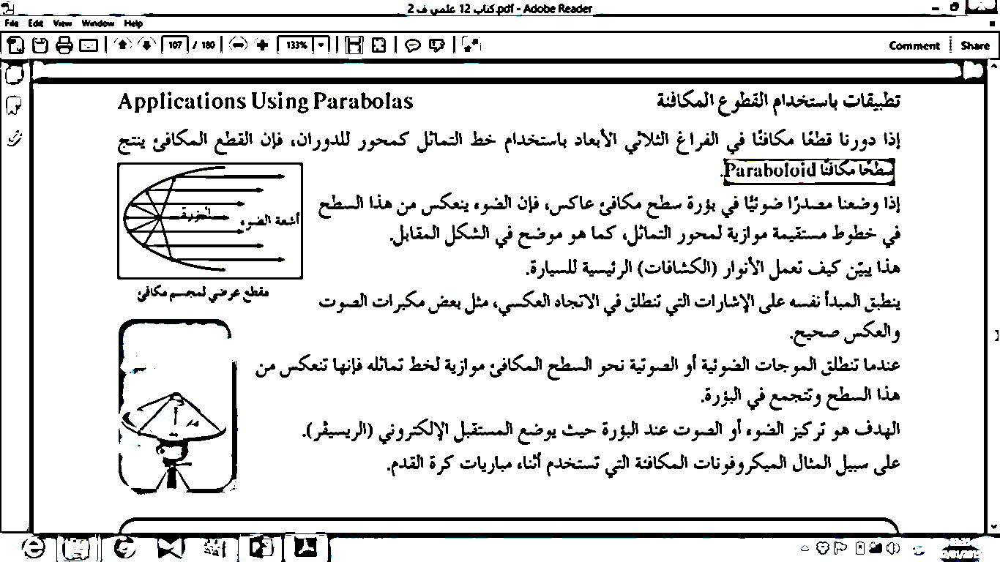 كتاب 12 علمي ف 2.pdf - Adobe Reader
File Edit View Window Help
107 / 180 133% Comment Share
تطبيقات باستخدام القطوع المكافئة Applications Using Parabolas
إذا دورنا قطعًا مكافئًا في الفراغ الثلاثي الأبعاد باستخدام خط التماثل كمحور للدوران، فإن القطع المكافئ ينتج
سطحًا مكافئًا Paraboloid.
إذا وضعنا مصدرًا ضوئيًّا في بؤرة سطح مكافئ عاكس، فإن الضوء ينعكس من هذا السطح
في خطوط مستقيمة موازية لمحور التماثل، كما هو موضح في الشكل المقابل.
هذا يبيّن كيف تعمل الأنوار (الكشافات) الرئيسية للسيارة.
ينطبق المبدأ نفسه على الإشارات التي تنطلق في الاتجاه العكسي، مثل بعض مكبرات الصوت
والعكس صحيح.
عندما تنطلق الموجات الضوئية أو الصوتية نحو السطح المكافئ موازية لخط تماثله فإنها تنعكس من
هذا السطح وتتجمع في البؤرة.
الهدف هو تركيز الضوء أو الصوت عند البؤرة حيث يوضع المستقبل الإلكتروني (الريسيڤر).
على سبيل المثال الميكروفونات المكافئة التي تستخدم أثناء مباريات كرة القدم.
البؤرة
أشعة الضوء
مقطع عرضي لمجسم مكافئ